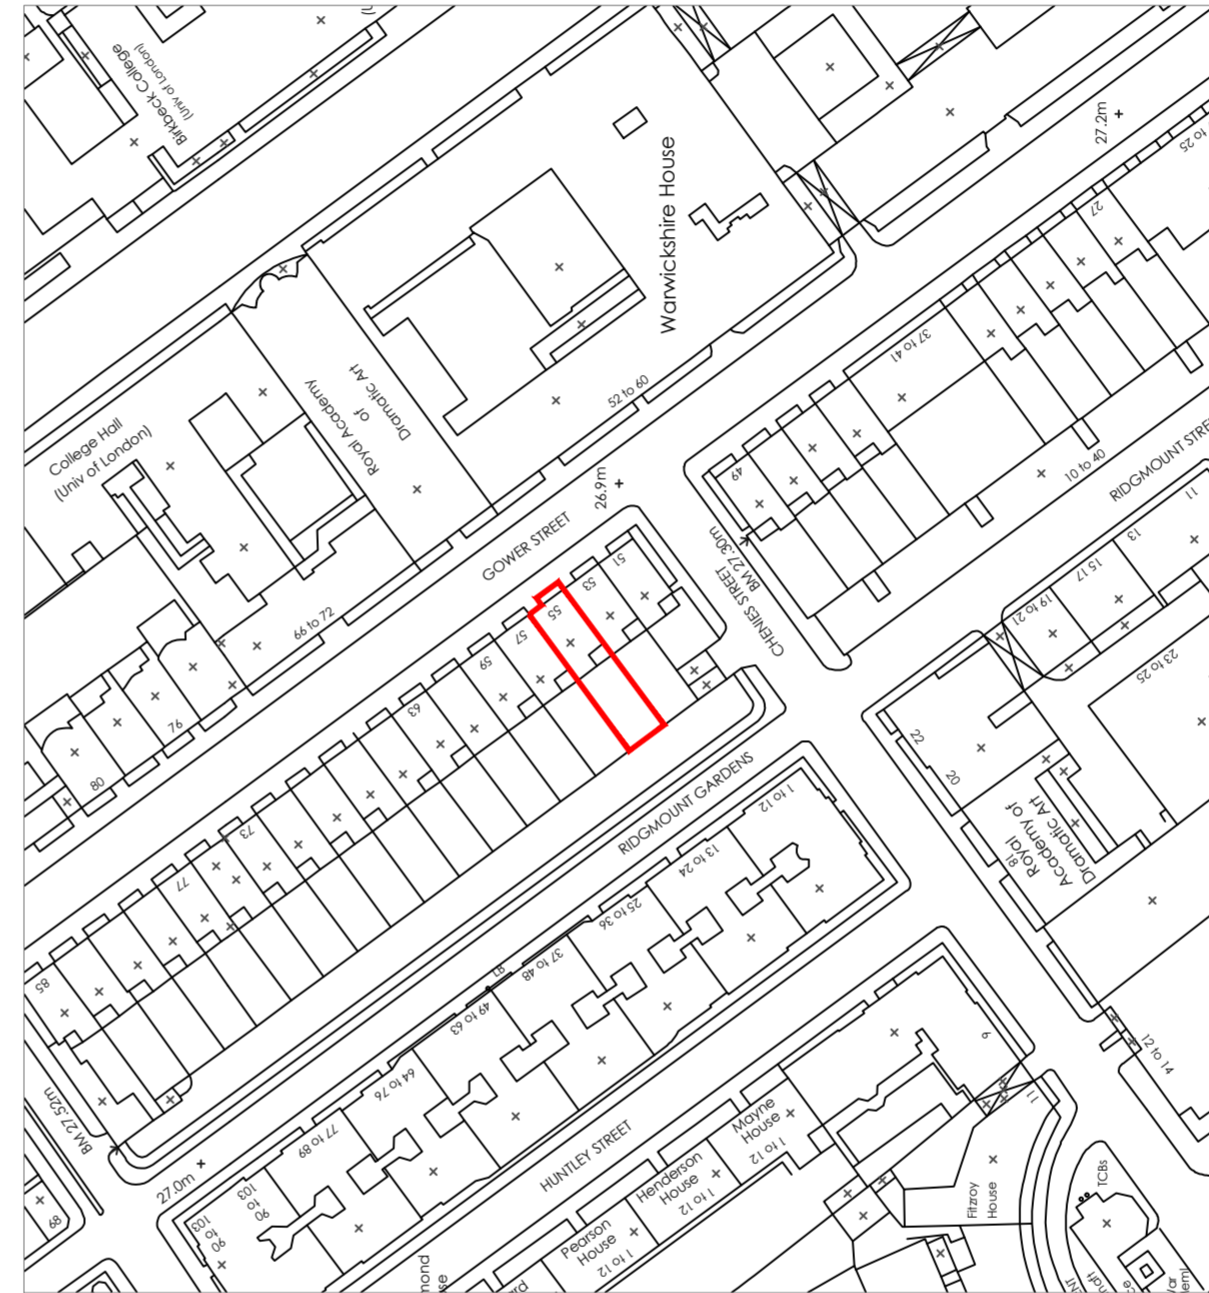 Birkbeck College
(Univ of London)
27.2m
to 25
27
Warwickshire House
37 to 41
Royal Academy
of
Dramatic Art
52 to 60
College Hall
(Univ of London)
49
10 to 40
RIDGMOUNT STRE
11
26.9m
GOWER STREET
13
15 17
51
53
55
57
CHENIES STREET
BM 27.30m
19 to 21
66 to 72
59
23 to 25
63
76
80
22
20
RIDGMOUNT GARDENS
1 to 12
73
77
13 to 24
Royal
Academy of
Dramatic Art
18
25 to 36
85
LB
37 to 48
49 to 63
64 to 76
77 to 89
BM 27.52m
27.0m
6
12 to 14
11
HUNTLEY STREET
Mayne
House
1 to 12
Henderson
House
1 to 12
Pearson
House
1 to 12
103
to
90
103
to
90
89
Fitzroy
House
TCBs
mond
se